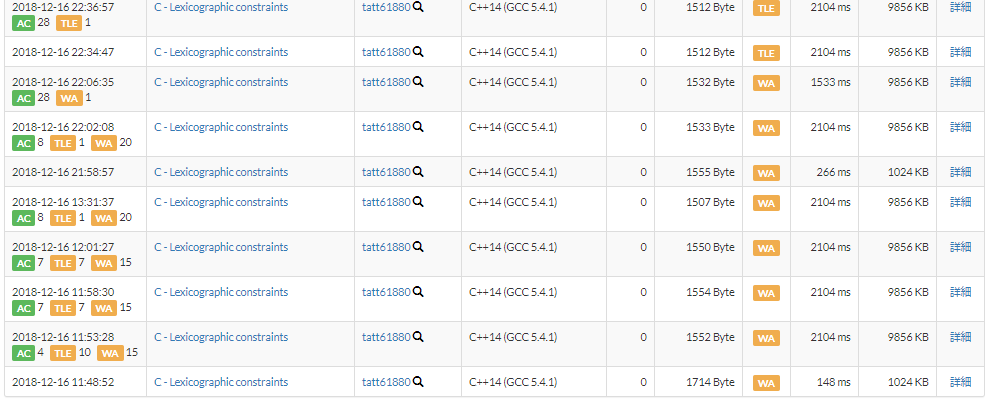 2018-12-16 22:36:57 C - Lexicographic constraints tatt61880 C++14 (GCC 5.4.1) 0 1512 Byte TLE 2104 ms 9856 KB 詳細
AC 28 TLE 1
2018-12-16 22:34:47 C - Lexicographic constraints tatt61880 C++14 (GCC 5.4.1) 0 1512 Byte TLE 2104 ms 9856 KB 詳細
2018-12-16 22:06:35 C - Lexicographic constraints tatt61880 C++14 (GCC 5.4.1) 0 1532 Byte WA 1533 ms 9856 KB 詳細
AC 28 WA 1
2018-12-16 22:02:08 C - Lexicographic constraints tatt61880 C++14 (GCC 5.4.1) 0 1533 Byte WA 2104 ms 9856 KB 詳細
AC 8 TLE 1 WA 20
2018-12-16 21:58:57 C - Lexicographic constraints tatt61880 C++14 (GCC 5.4.1) 0 1555 Byte WA 266 ms 1024 KB 詳細
2018-12-16 13:31:37 C - Lexicographic constraints tatt61880 C++14 (GCC 5.4.1) 0 1507 Byte WA 2104 ms 9856 KB 詳細
AC 8 TLE 1 WA 20
2018-12-16 12:01:27 C - Lexicographic constraints tatt61880 C++14 (GCC 5.4.1) 0 1550 Byte WA 2104 ms 9856 KB 詳細
AC 7 TLE 7 WA 15
2018-12-16 11:58:30 C - Lexicographic constraints tatt61880 C++14 (GCC 5.4.1) 0 1554 Byte WA 2104 ms 9856 KB 詳細
AC 7 TLE 7 WA 15
2018-12-16 11:53:28 C - Lexicographic constraints tatt61880 C++14 (GCC 5.4.1) 0 1552 Byte WA 2104 ms 9856 KB 詳細
AC 4 TLE 10 WA 15
2018-12-16 11:48:52 C - Lexicographic constraints tatt61880 C++14 (GCC 5.4.1) 0 1714 Byte WA 148 ms 1024 KB 詳細